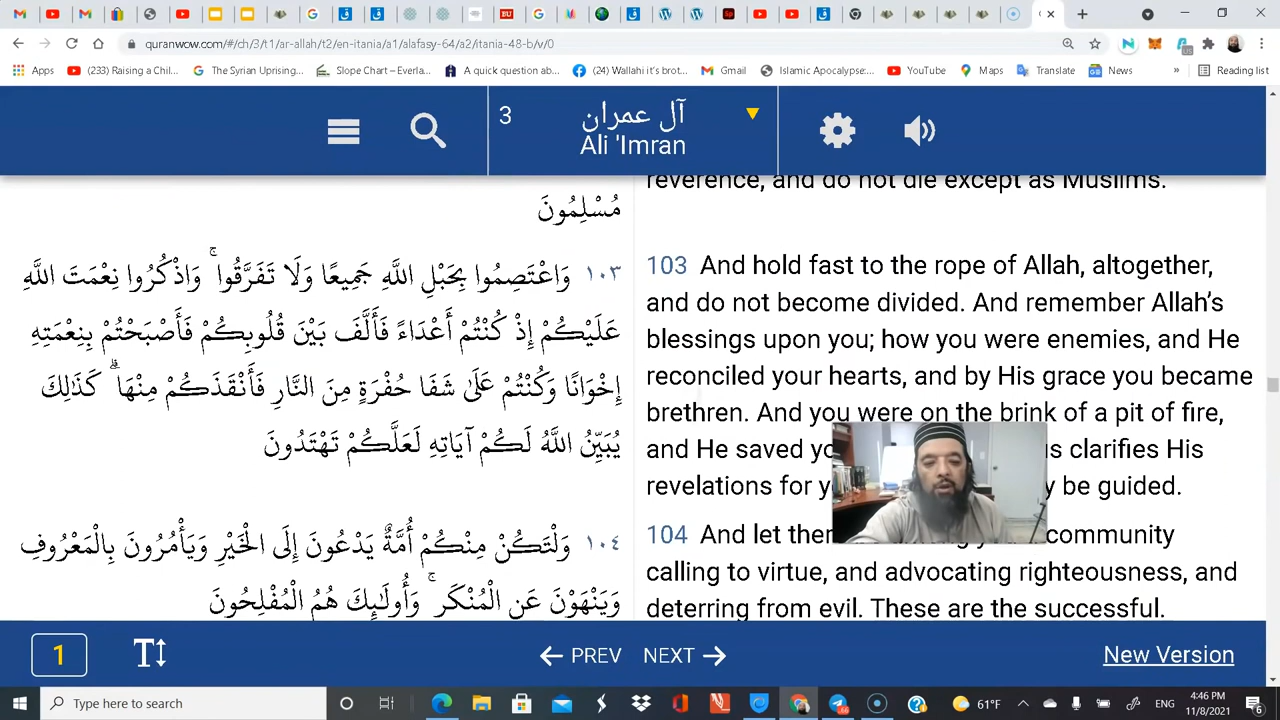 quranwow.com/#/ch/3/t1/ar-allah/t2/en-itania/a1/alafasy-64/a2/itania-48-b/v/0
Apps
(233) Raising a Chil...
The Syrian Uprising...
Slope Chart – Everla...
A quick question ab...
(24) Wallahi it's brot...
Gmail
Islamic Apocalypse:...
YouTube
Maps
Translate
News
»
Reading list
3
آل عمران
Ali 'Imran
مُسْلِمُونَ
١٠٣ وَاعْتَصِمُوا بِحَبْلِ اللَّهِ جَمِيعًا وَلَا تَفَرَّقُوا ۚ وَاذْكُرُوا نِعْمَتَ اللَّهِ
عَلَيْكُمْ إِذْ كُنْتُمْ أَعْدَاءً فَأَلَّفَ بَيْنَ قُلُوبِكُمْ فَأَصْبَحْتُمْ بِنِعْمَتِهِ
إِخْوَانًا وَكُنْتُمْ عَلَىٰ شَفَا حُفْرَةٍ مِنَ النَّارِ فَأَنْقَذَكُمْ مِنْهَا ۗ كَذَٰلِكَ
يُبَيِّنُ اللَّهُ لَكُمْ آيَاتِهِ لَعَلَّكُمْ تَهْتَدُونَ
١٠٤ وَلْتَكُنْ مِنْكُمْ أُمَّةٌ يَدْعُونَ إِلَى الْخَيْرِ وَيَأْمُرُونَ بِالْمَعْرُوفِ
وَيَنْهَوْنَ عَنِ الْمُنْكَرِ ۚ وَأُولَٰئِكَ هُمُ الْمُفْلِحُونَ
reverence, and do not die except as Muslims.
103 And hold fast to the rope of Allah, altogether,
and do not become divided. And remember Allah's
blessings upon you; how you were enemies, and He
reconciled your hearts, and by His grace you became
brethren. And you were on the brink of a pit of fire,
and He saved clarifies His
revelations for be guided.
104 And let community
calling to virtue, and advocating righteousness, and
deterring from evil. These are the successful.
1
← PREV
NEXT →
New Version
Type here to search
61°F
ENG
4:46 PM
11/8/2021